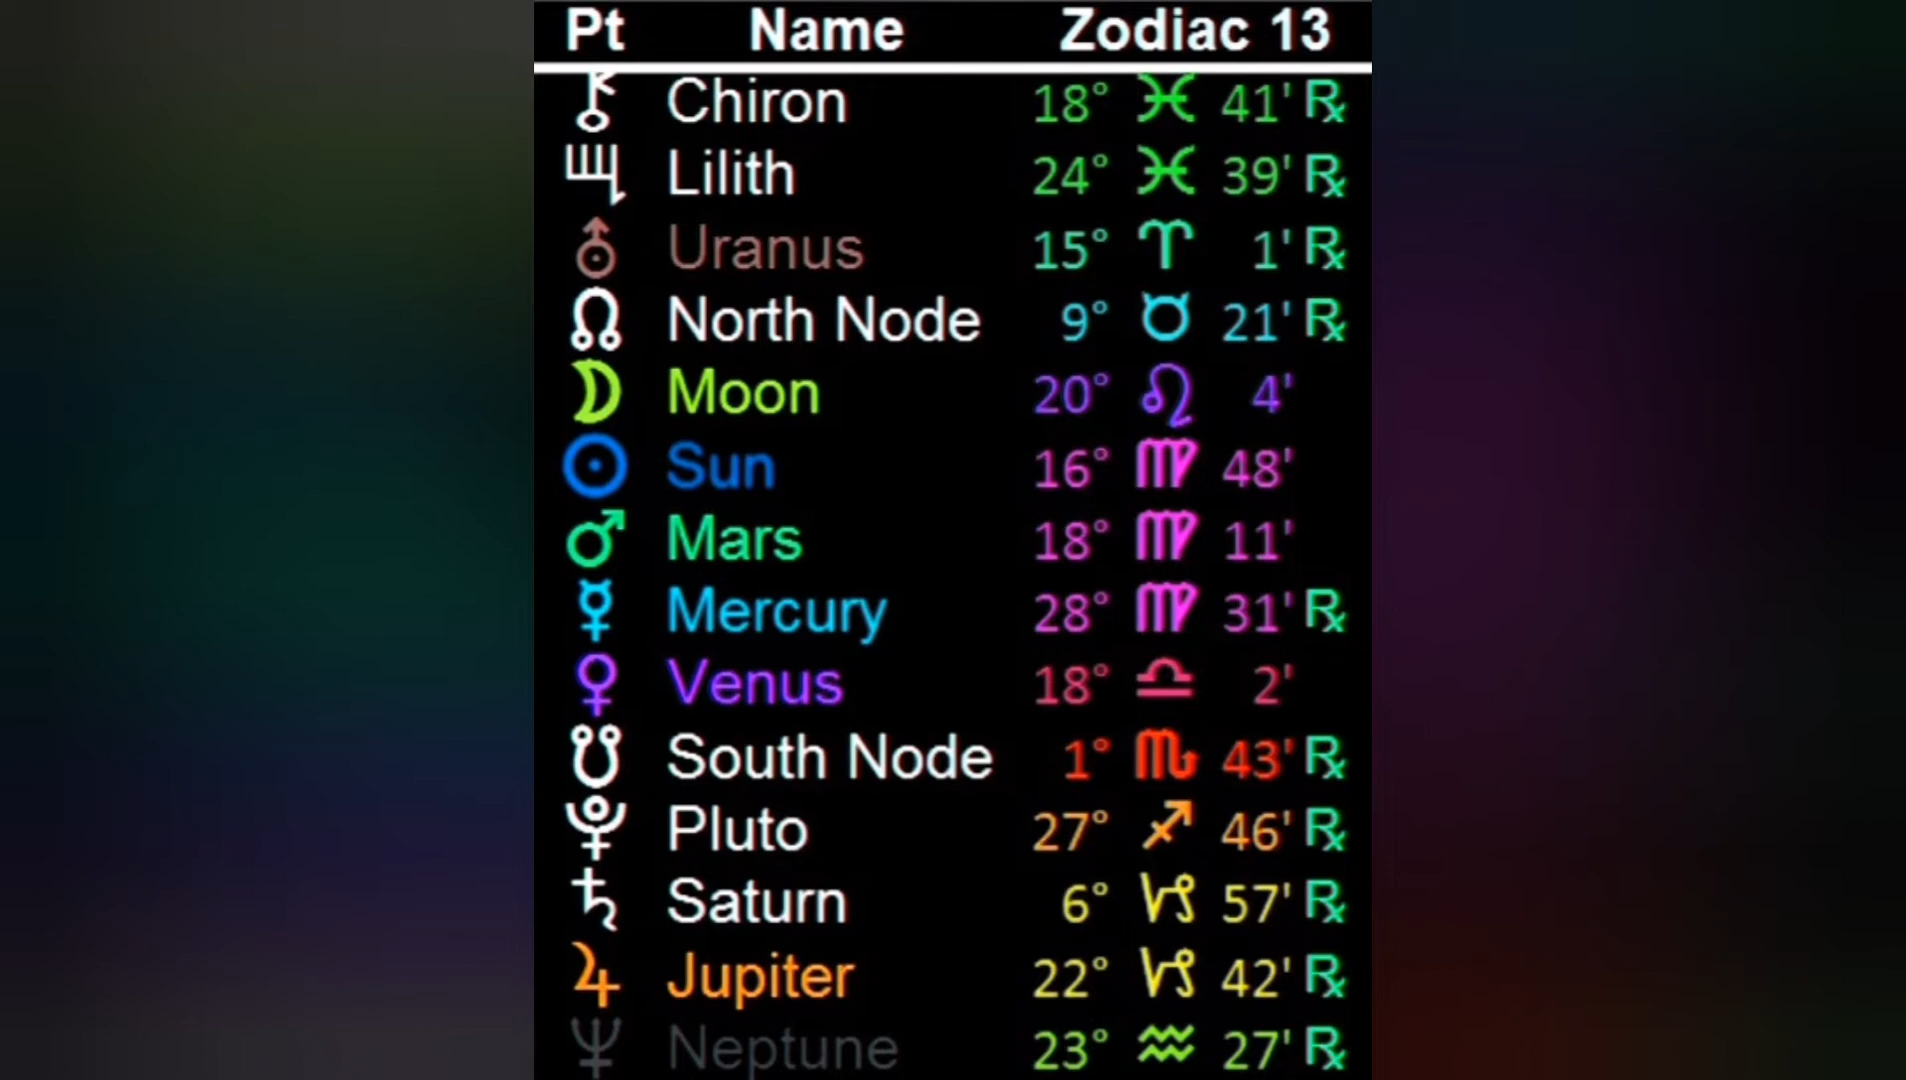 Pt Name Zodiac 13
⚷ Chiron 18° ♓ 41' ℞
Lilith 24° ♓ 39' ℞
⛢ Uranus 15° ♈ 1' ℞
☊ North Node 9° ♉ 21' ℞
☽ Moon 20° ♌ 4'
☉ Sun 16° ♍ 48'
♂ Mars 18° ♍ 11'
☿ Mercury 28° ♍ 31' ℞
♀ Venus 18° ♎ 2'
☋ South Node 1° ♏ 43' ℞
Pluto 27° ♐ 46' ℞
♄ Saturn 6° ♑ 57' ℞
♃ Jupiter 22° ♑ 42' ℞
♆ Neptune 23° ♒ 27' ℞